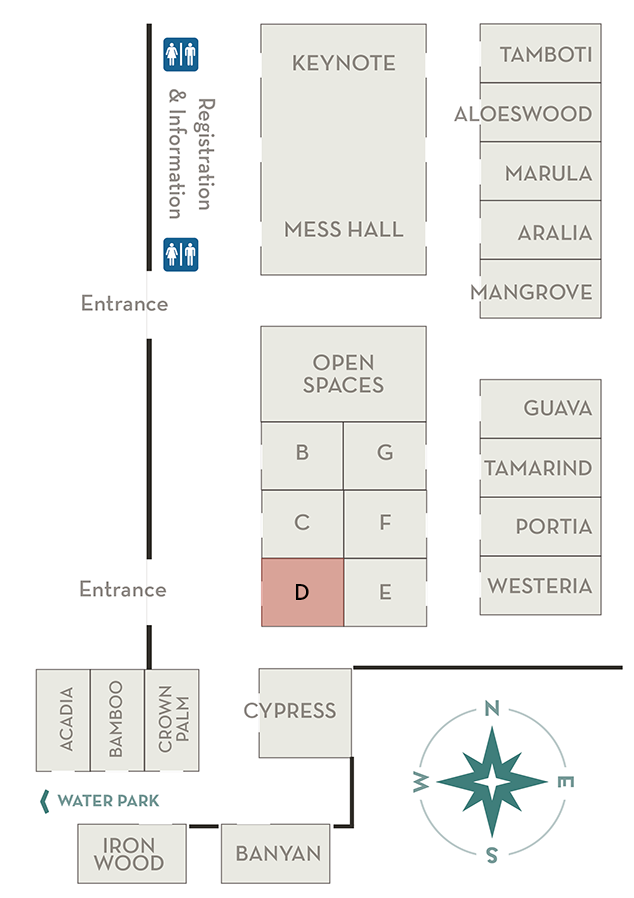 KEYNOTE
MESS HALL
Registration
& Information
TAMBOTI
ALOESWOOD
MARULA
ARALIA
MANGROVE
Entrance
OPEN
SPACES
B
G
C
F
D
E
GUAVA
TAMARIND
PORTIA
WESTERIA
Entrance
ACADIA
BAMBOO
CROWN
PALM
CYPRESS
WATER PARK
IRON
WOOD
BANYAN
N
W
E
S